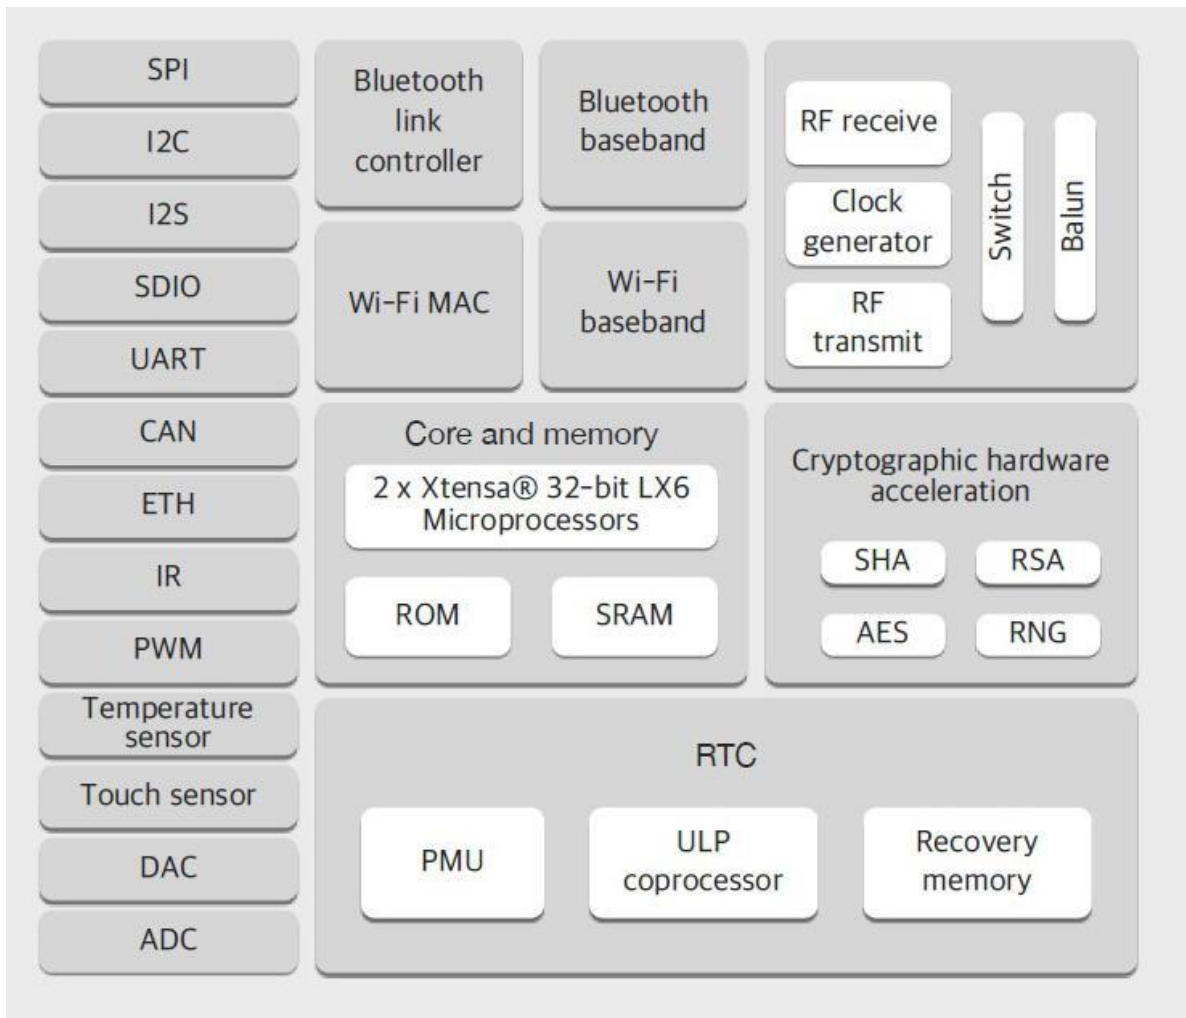 SPI
I2C
I2S
SDIO
UART
CAN
ETH
IR
PWM
Temperature
sensor
Touch sensor
DAC
ADC
Bluetooth
link
controller
Bluetooth
baseband
Wi-Fi MAC
Wi-Fi
baseband
RF receive
Clock
generator
RF
transmit
Switch
Balun
Core and memory
2 x Xtensa® 32-bit LX6
Microprocessors
ROM
SRAM
Cryptographic hardware
acceleration
SHA
RSA
AES
RNG
RTC
PMU
ULP
coprocessor
Recovery
memory